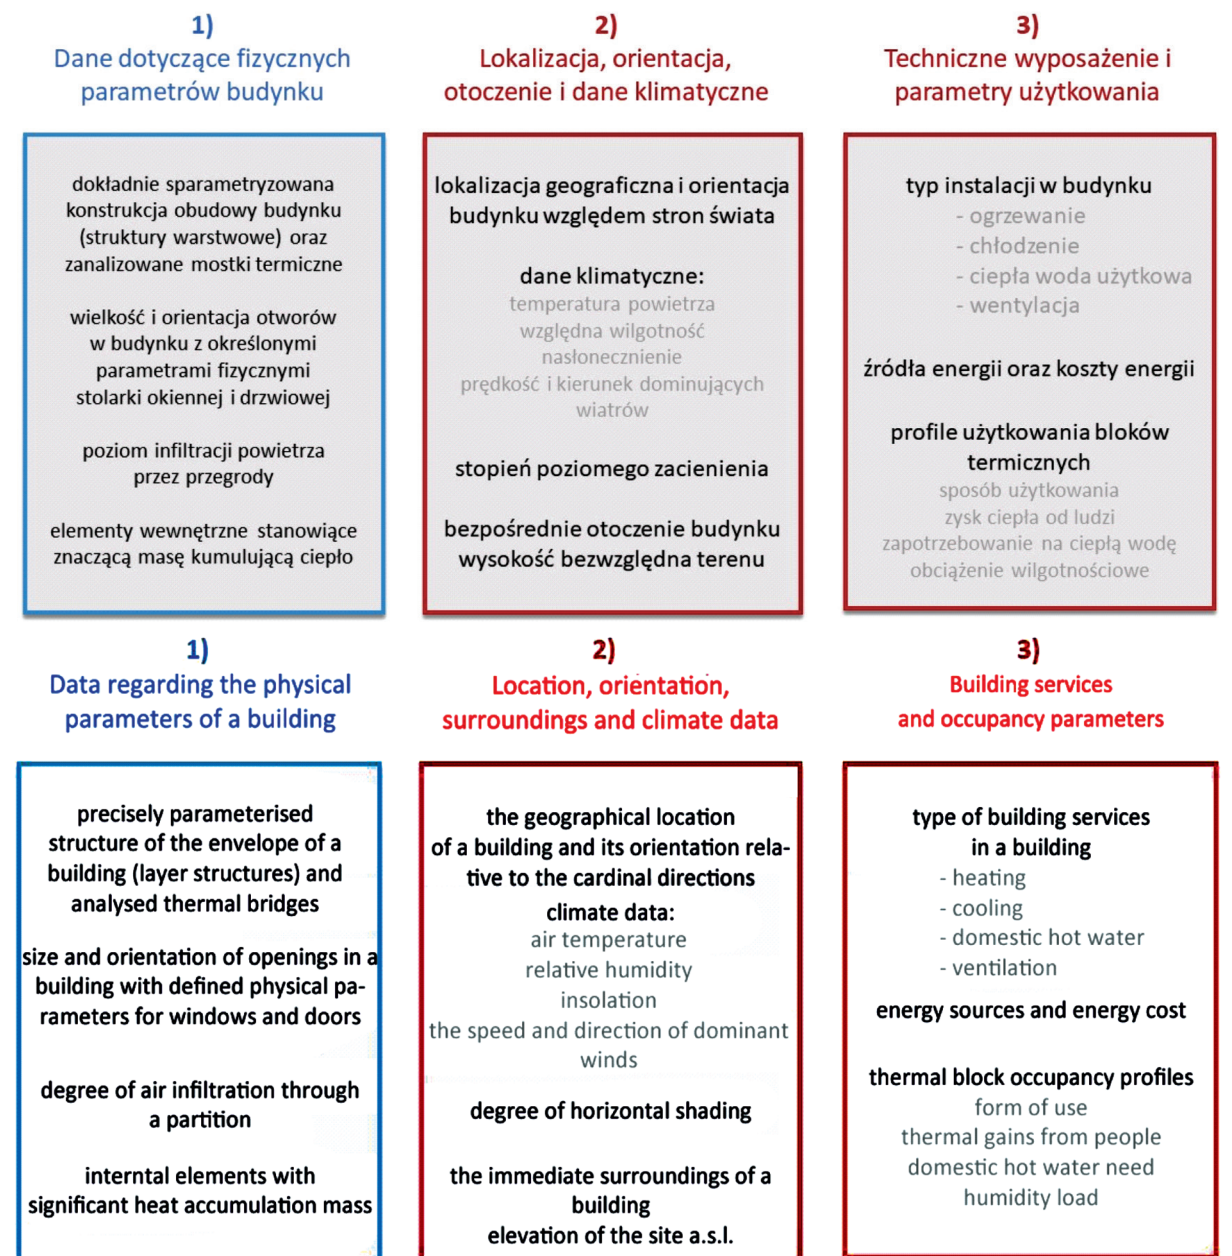 1)
Dane dotyczące fizycznych
parametrów budynku
dokładnie sparametryzowana
konstrukcja obudowy budynku
(struktury warstwowe) oraz
zanalizowane mostki termiczne
wielkość i orientacja otworów
w budynku z określonymi
parametrami fizycznymi
stolarki okiennej i drzwiowej
poziom infiltracji powietrza
przez przegrody
elementy wewnętrzne stanowiące
znaczącą masę kumulującą ciepło
2)
Lokalizacja, orientacja,
otoczenie i dane klimatyczne
lokalizacja geograficzna i orientacja
budynku względem stron świata
dane klimatyczne:
temperatura powietrza
względna wilgotność
nasłonecznienie
prędkość i kierunek dominujących
wiatrów
stopień poziomego zacienienia
bezpośrednie otoczenie budynku
wysokość bezwzględna terenu
3)
Techniczne wyposażenie i
parametry użytkowania
typ instalacji w budynku
- ogrzewanie
- chłodzenie
- ciepła woda użytkowa
- wentylacja
źródła energii oraz koszty energii
profile użytkowania bloków
termicznych
sposób użytkowania
zysk ciepła od ludzi
zapotrzebowanie na ciepłą wodę
obciążenie wilgotnościowe
1)
Data regarding the physical
parameters of a building
precisely parameterised
structure of the envelope of a
building (layer structures) and
analysed thermal bridges
size and orientation of openings in a
building with defined physical pa-
rameters for windows and doors
degree of air infiltration through
a partition
interntal elements with
significant heat accumulation mass
2)
Location, orientation,
surroundings and climate data
the geographical location
of a building and its orientation rela-
tive to the cardinal directions
climate data:
air temperature
relative humidity
insolation
the speed and direction of dominant
winds
degree of horizontal shading
the immediate surroundings of a
building
elevation of the site a.s.l.
3)
Building services
and occupancy parameters
type of building services
in a building
- heating
- cooling
- domestic hot water
- ventilation
energy sources and energy cost
thermal block occupancy profiles
form of use
thermal gains from people
domestic hot water need
humidity load